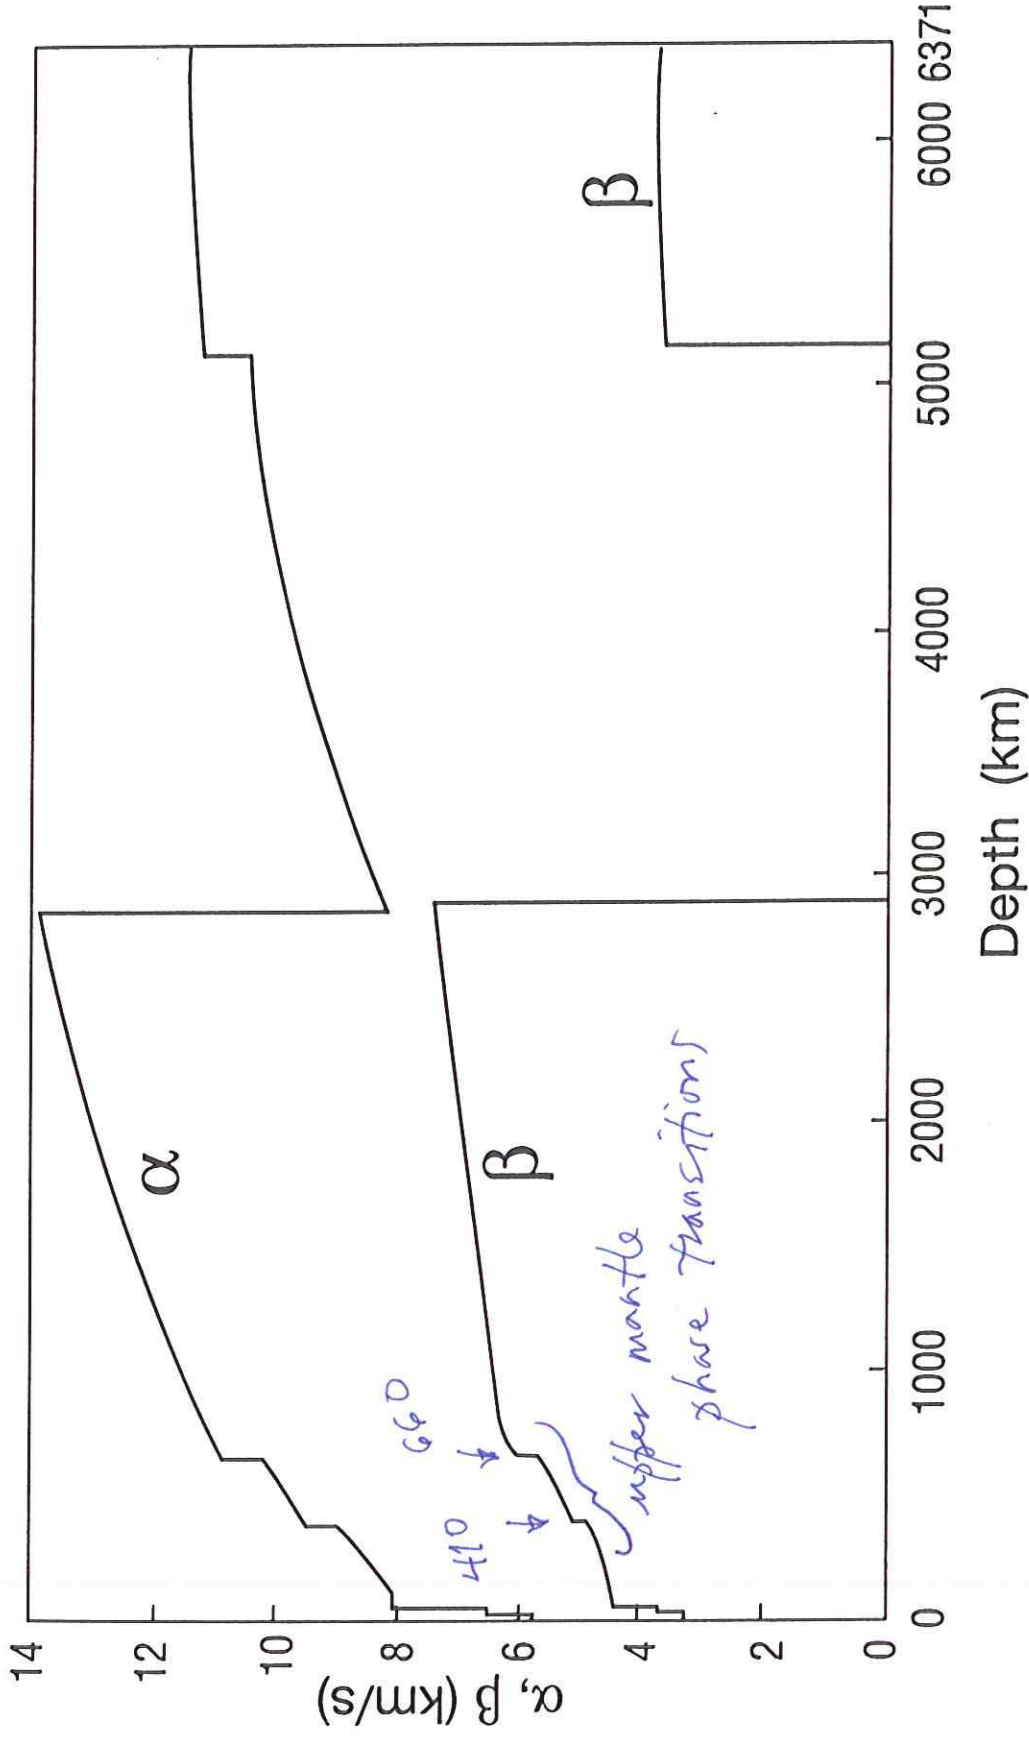 14
12
10
8
6
4
2
0
α, β (km/s)
α
β
β
410
660
upper mantle
phase transitions
0
1000
2000
3000
4000
5000
6000
6371
Depth (km)